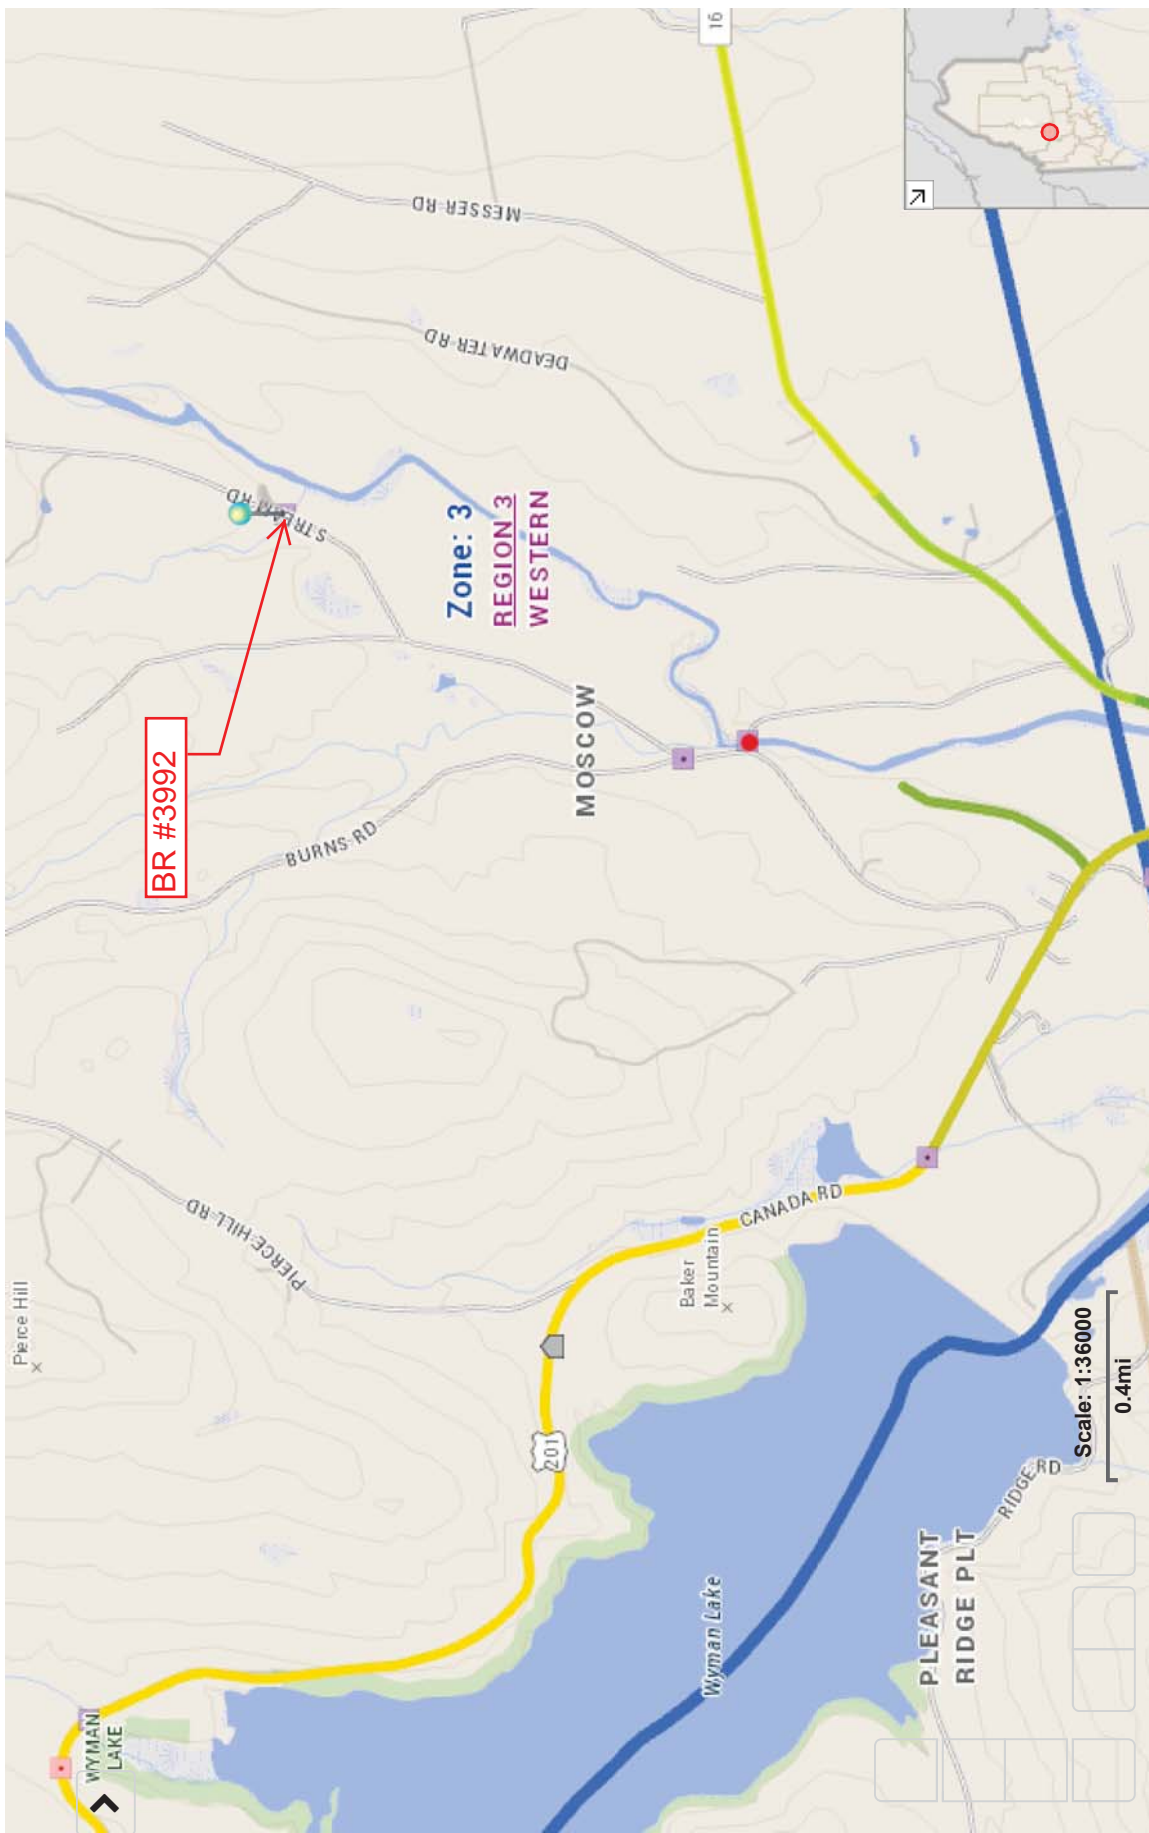 Pierce Hill
WYMAN
LAKE
PIERCE HILL RD
201
Baker
Mountain
CANADA RD
Wyman Lake
PLEASANT
RIDGE PLT
RIDGE RD
Scale: 1:36000
0.4mi
BURNS RD
BR #3992
STREAM RD
MOSCOW
Zone: 3
REGION 3
WESTERN
DEADWATER RD
MESSER RD
16